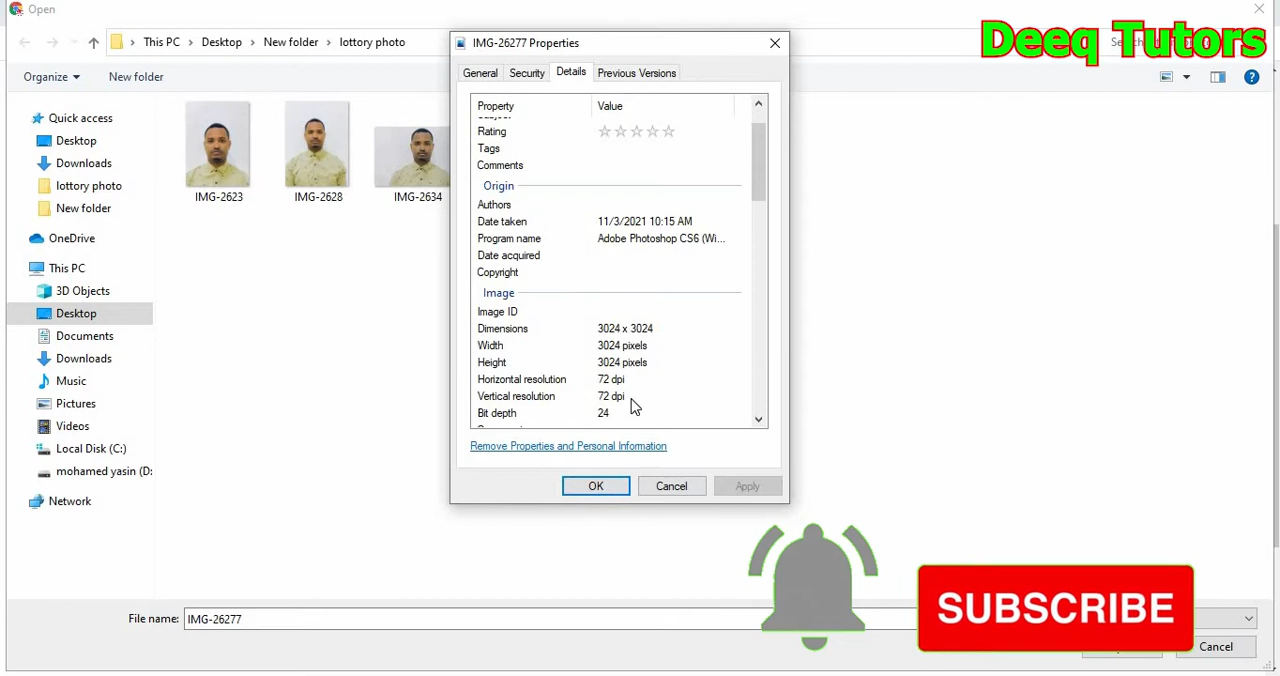 Open
This PC > Desktop > New folder > lottory photo
Deeq Tutors
Organize
New folder
Quick access
Desktop
Downloads
lottory photo
New folder
OneDrive
This PC
3D Objects
Desktop
Documents
Downloads
Music
Pictures
Videos
Local Disk (C:)
mohamed yasin (D:
Network
IMG-2623
IMG-2628
IMG-2634
IMG-26277 Properties
General
Security
Details
Previous Versions
Property Value
Rating
Tags
Comments
Origin
Authors
Date taken 11/3/2021 10:15 AM
Program name Adobe Photoshop CS6 (Wi...
Date acquired
Copyright
Image
Image ID
Dimensions 3024 x 3024
Width 3024 pixels
Height 3024 pixels
Horizontal resolution 72 dpi
Vertical resolution 72 dpi
Bit depth 24
Remove Properties and Personal Information
OK
Cancel
Apply
SUBSCRIBE
File name: IMG-26277
Cancel